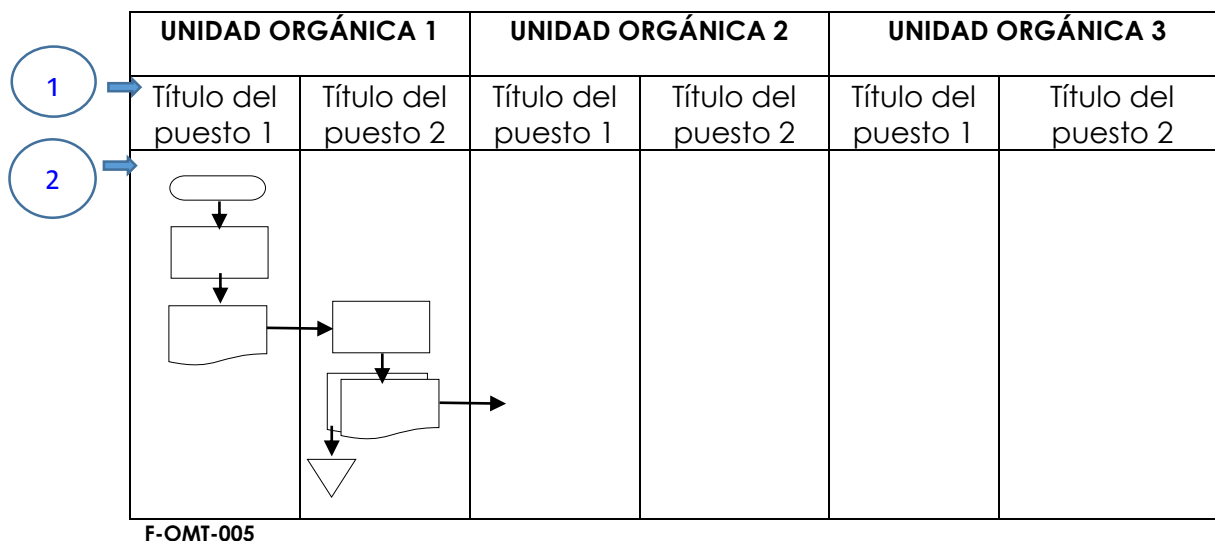 UNIDAD ORGÁNICA 1 UNIDAD ORGÁNICA 2 UNIDAD ORGÁNICA 3
1
Título del Título del Título del Título del Título del Título del
puesto 1 puesto 2 puesto 1 puesto 2 puesto 1 puesto 2
2
F-OMT-005